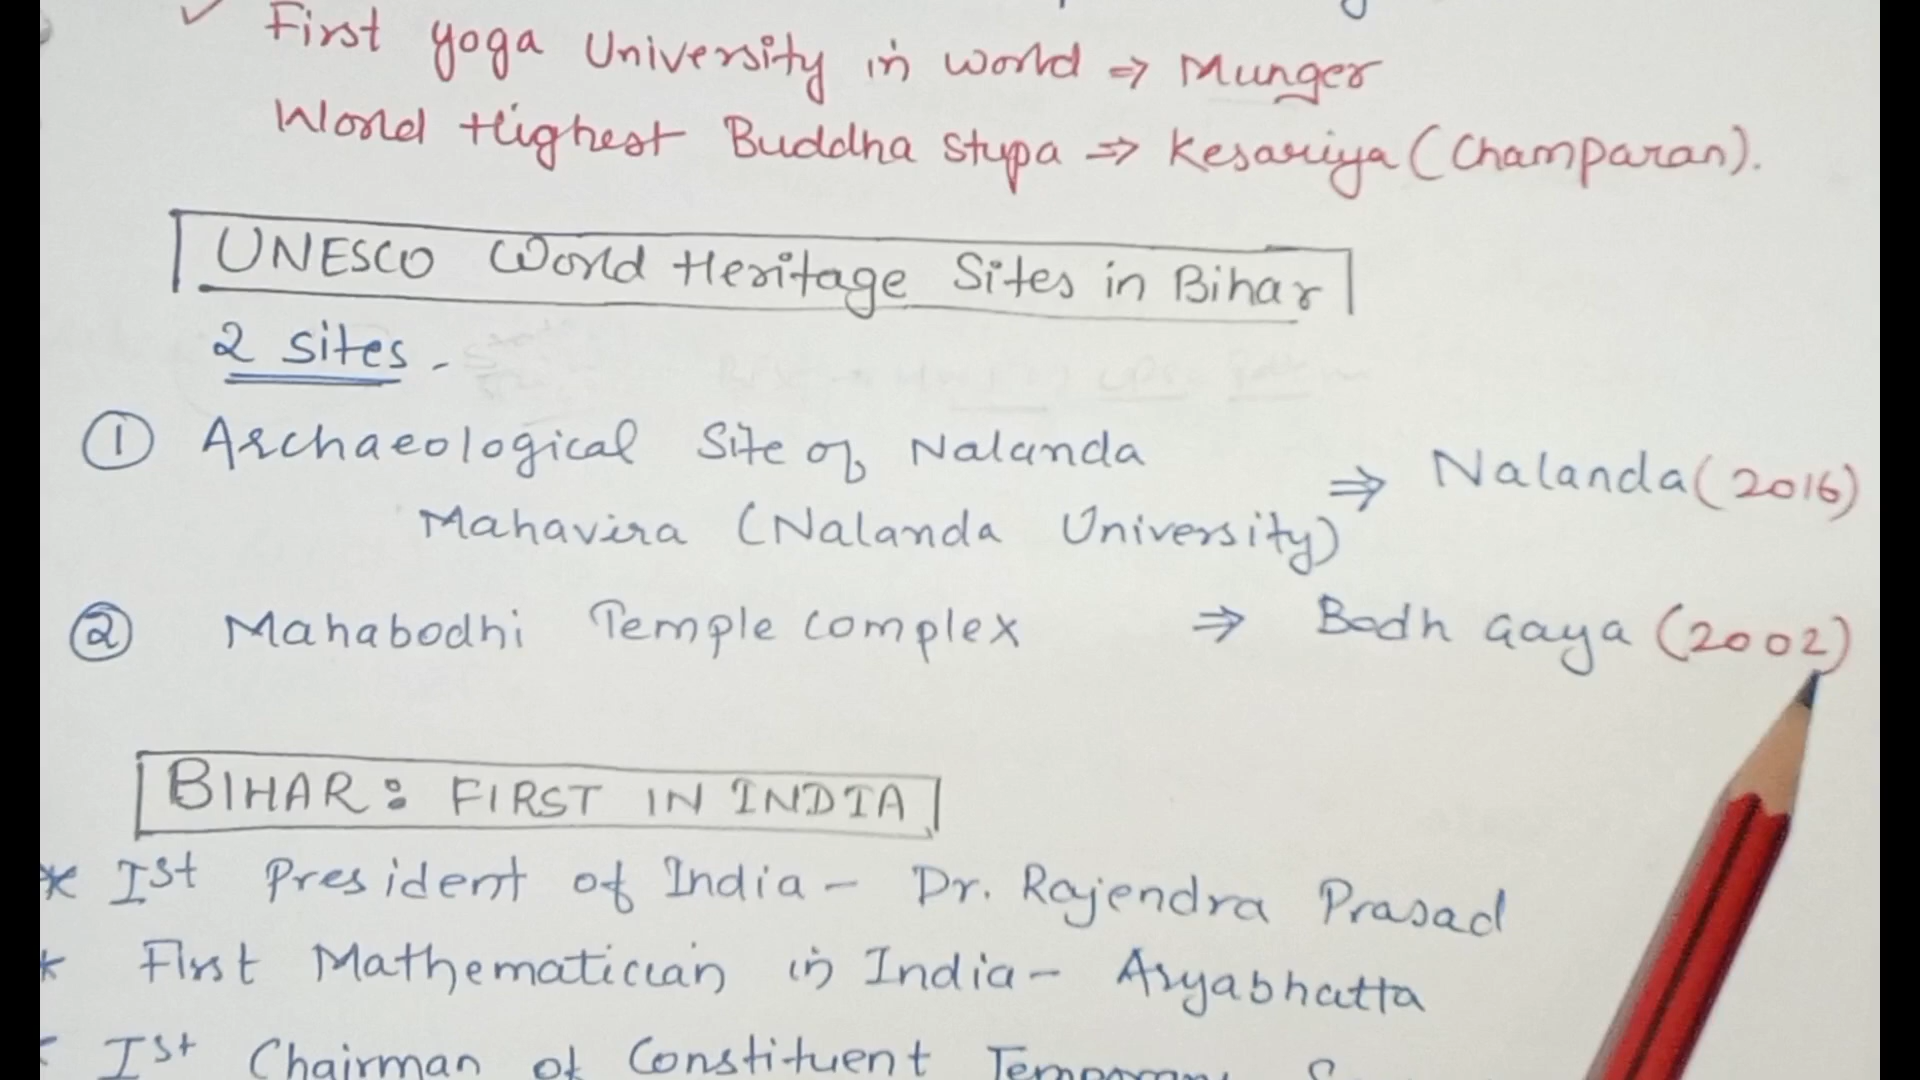 First yoga University in world ⇒ Munger
World Highest Buddha Stupa ⇒ Kesariya (Champaran).
UNESCO World Heritage Sites in Bihar
2 sites -
① Archaeological Site of Nalanda
Mahavira (Nalanda University) ⇒ Nalanda (2016)
② Mahabodhi Temple complex ⇒ Bodh Gaya (2002)
BIHAR : FIRST IN INDIA
* Ist President of India - Dr. Rajendra Prasad
* First Mathematician in India - Aryabhatta
Ist Chairman of Constituent